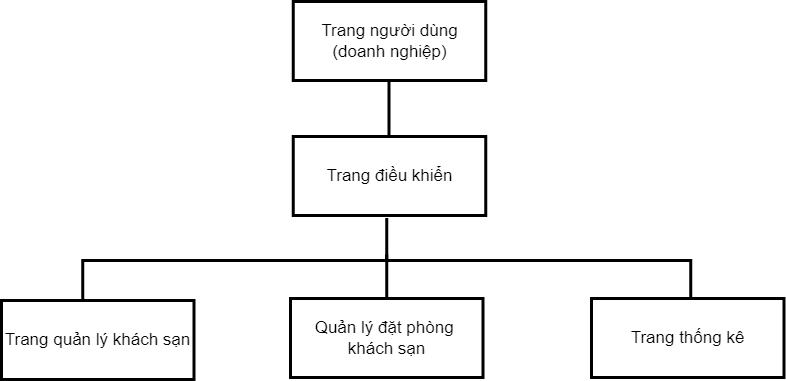 Trang người dùng
(doanh nghiệp)
Trang điều khiển
Trang quản lý khách sạn
Quản lý đặt phòng
khách sạn
Trang thống kê